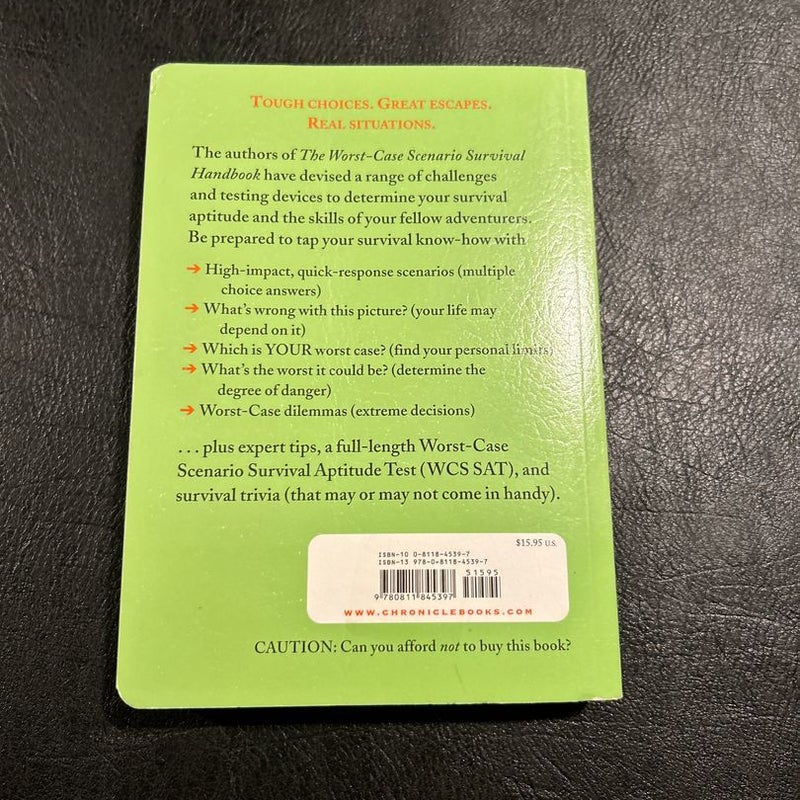 TOUGH CHOICES. GREAT ESCAPES.
REAL SITUATIONS.
The authors of The Worst-Case Scenario Survival
Handbook have devised a range of challenges
and testing devices to determine your survival
aptitude and the skills of your fellow adventurers.
Be prepared to tap your survival know-how with
➔ High-impact, quick-response scenarios (multiple
choice answers)
➔ What's wrong with this picture? (your life may
depend on it)
➔ Which is YOUR worst case? (find your personal limits)
➔ What's the worst it could be? (determine the
degree of danger)
➔ Worst-Case dilemmas (extreme decisions)
. . . plus expert tips, a full-length Worst-Case
Scenario Survival Aptitude Test (WCS SAT), and
survival trivia (that may or may not come in handy).
$15.95 U.S.
ISBN-10 0-8118-4539-7
ISBN-13 978-0-8118-4539-7
51595
9 780811 845397
WWW.CHRONICLEBOOKS.COM
CAUTION: Can you afford not to buy this book?